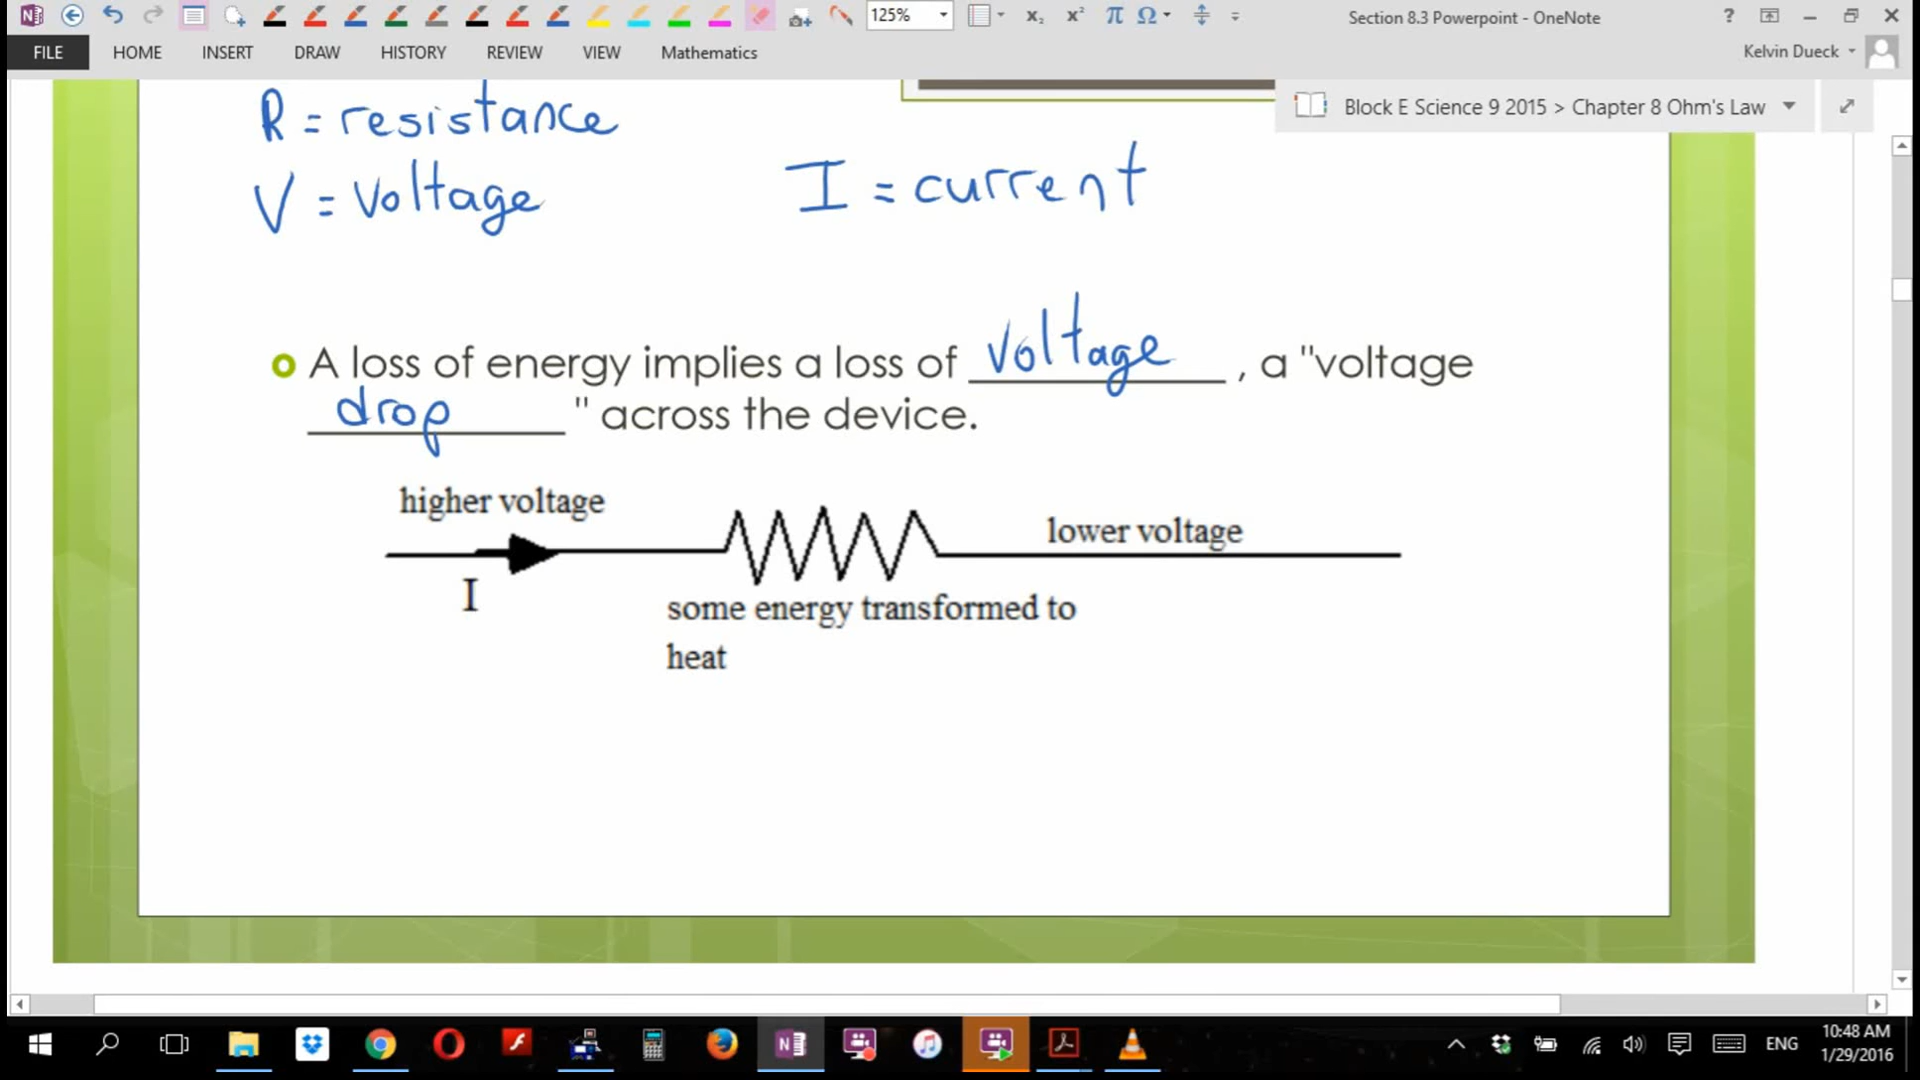 125%
x₂ x² π Ω
Section 8.3 Powerpoint - OneNote
?
FILE HOME INSERT DRAW HISTORY REVIEW VIEW Mathematics
Kelvin Dueck
Block E Science 9 2015 > Chapter 8 Ohm's Law
R = resistance
V = Voltage
I = current
A loss of energy implies a loss of voltage , a "voltage
drop " across the device.
higher voltage
lower voltage
I
some energy transformed to
heat
ENG
10:48 AM
1/29/2016